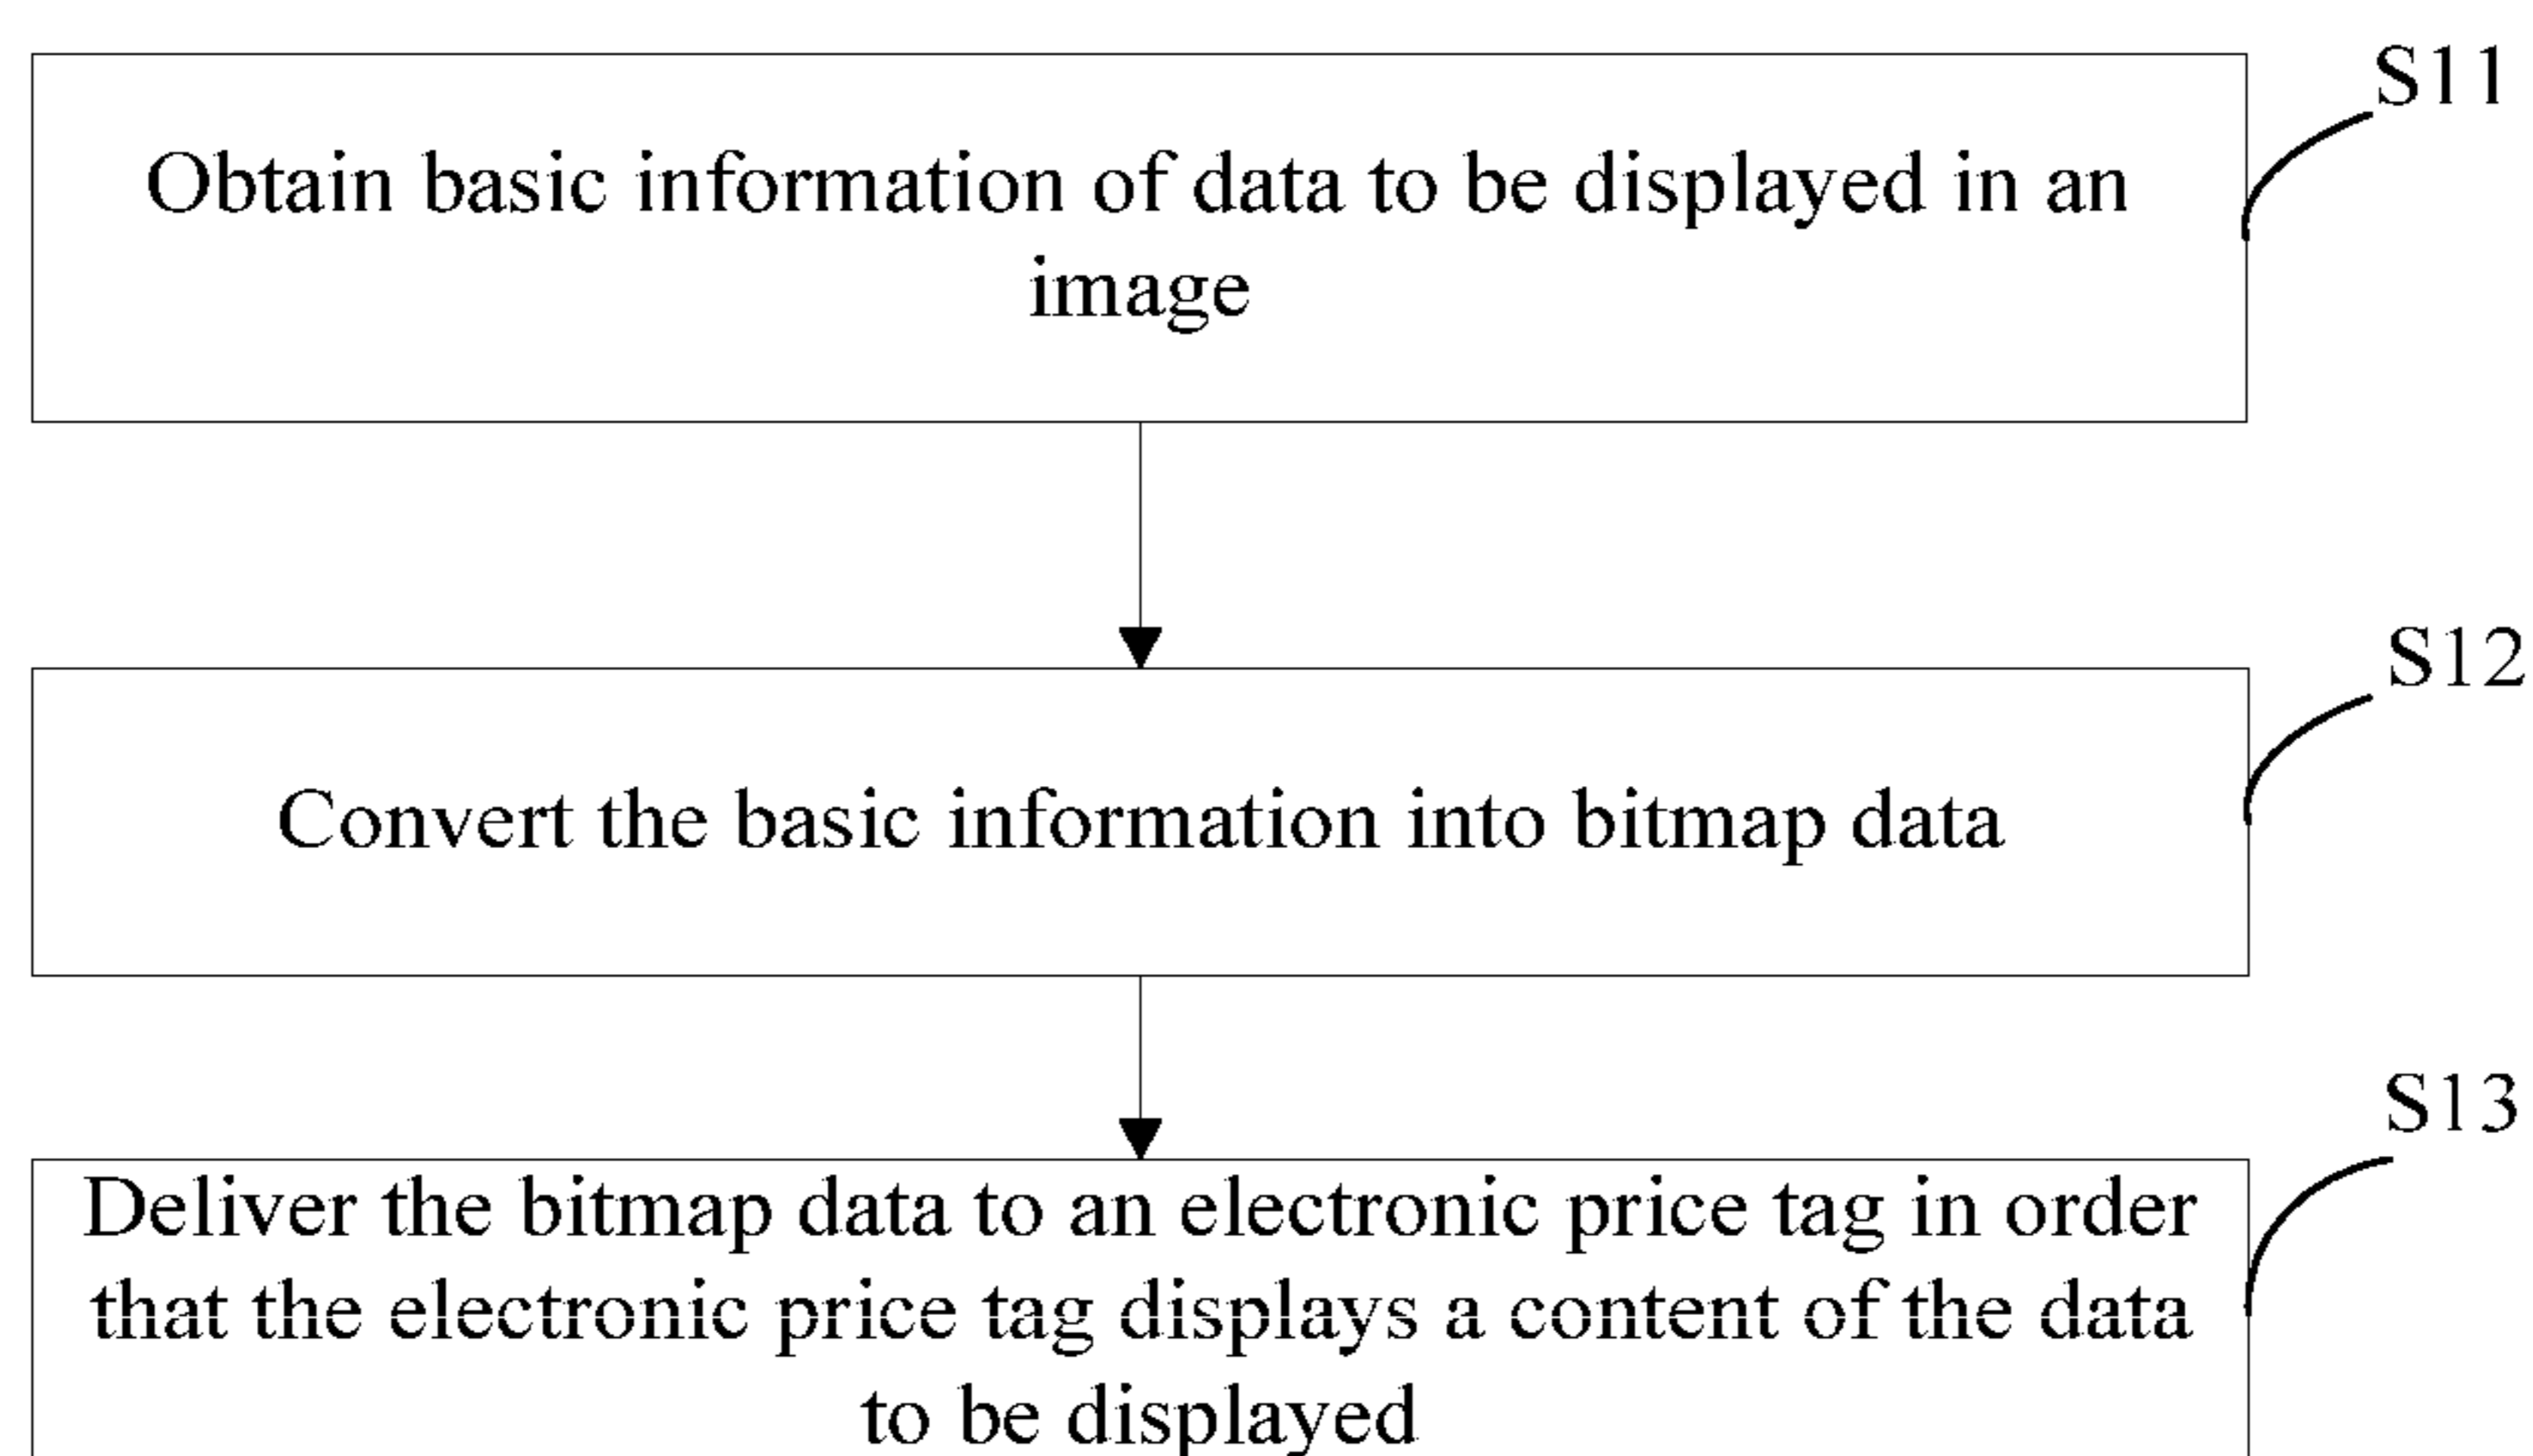 S11
Obtain basic information of data to be displayed in an
image
S12
Convert the basic information into bitmap data
S13
Deliver the bitmap data to an electronic price tag in order
that the electronic price tag displays a content of the data
to be displayed